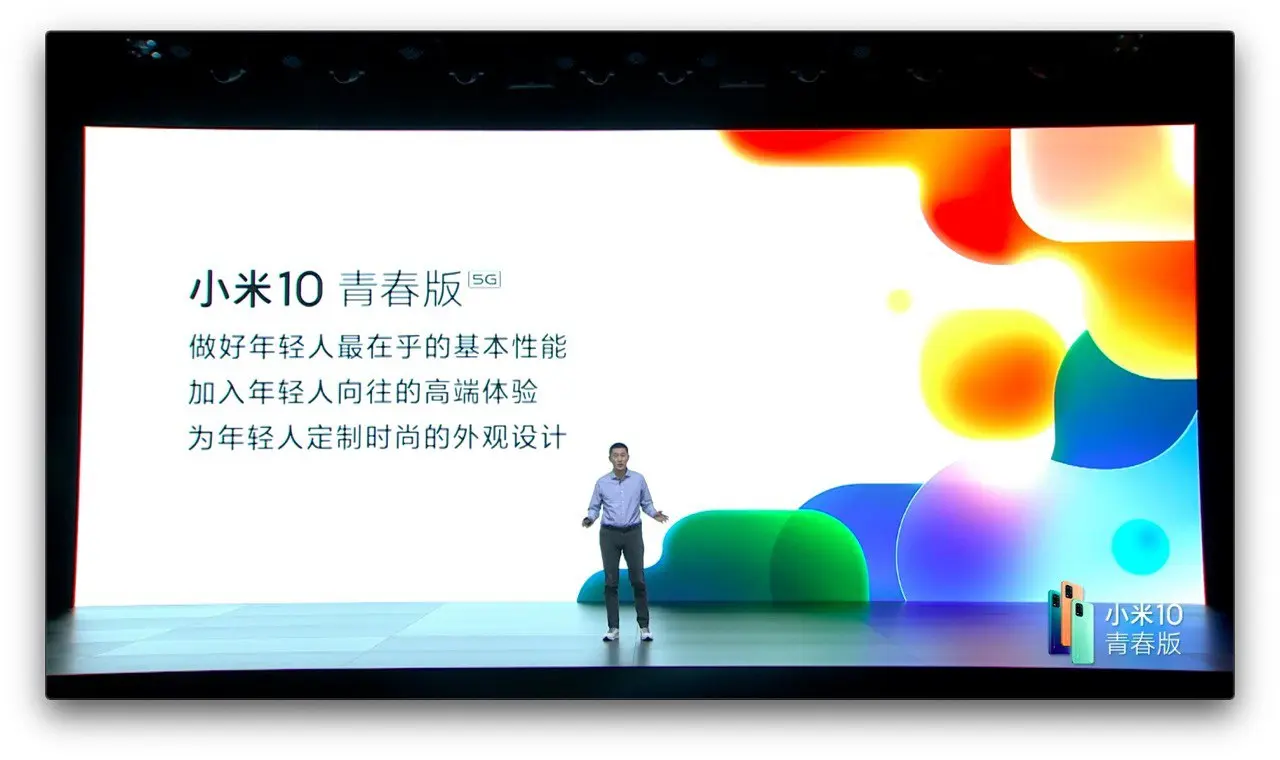 小米10 青春版 5G
做好年轻人最在乎的基本性能
加入年轻人向往的高端体验
为年轻人定制时尚的外观设计
小米10
青春版